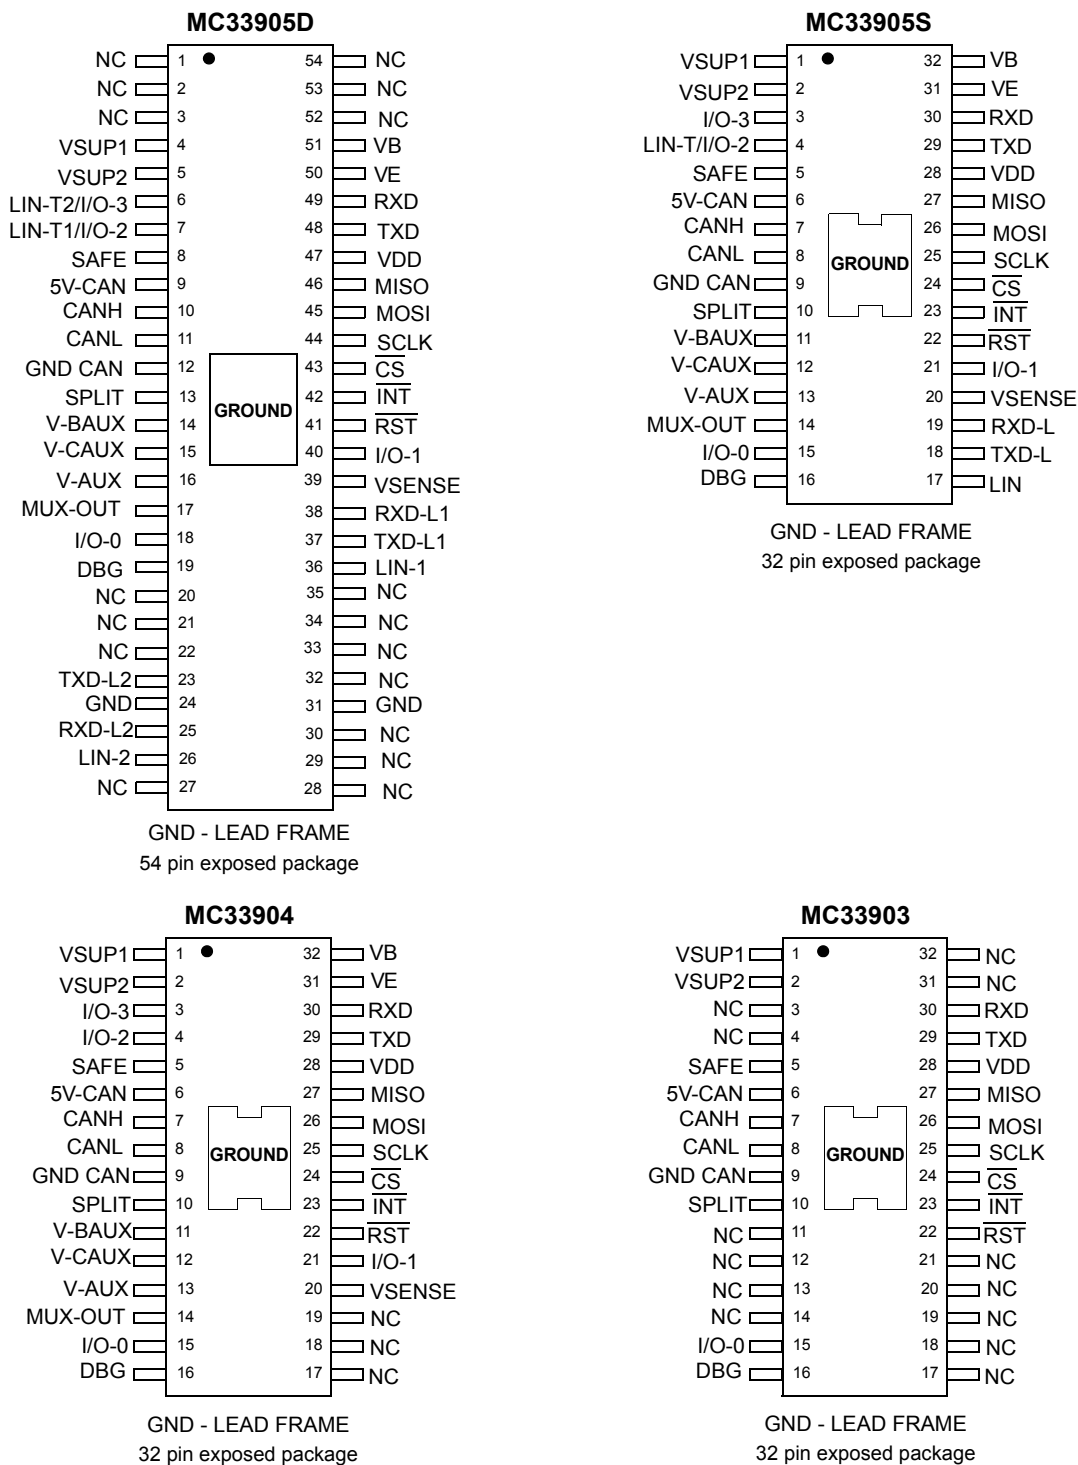 MC33905D
NC 1 54 NC
NC 2 53 NC
NC 3 52 NC
VSUP1 4 51 VB
VSUP2 5 50 VE
LIN-T2/I/O-3 6 49 RXD
LIN-T1/I/O-2 7 48 TXD
SAFE 8 47 VDD
5V-CAN 9 46 MISO
CANH 10 45 MOSI
CANL 11 44 SCLK
GND CAN 12 43 CS
SPLIT 13 42 INT
GROUND
V-BAUX 14 41 RST
V-CAUX 15 40 I/O-1
V-AUX 16 39 VSENSE
MUX-OUT 17 38 RXD-L1
I/O-0 18 37 TXD-L1
DBG 19 36 LIN-1
NC 20 35 NC
NC 21 34 NC
NC 22 33 NC
TXD-L2 23 32 NC
GND 24 31 GND
RXD-L2 25 30 NC
LIN-2 26 29 NC
NC 27 28 NC
GND - LEAD FRAME
54 pin exposed package
MC33905S
VSUP1 1 32 VB
VSUP2 2 31 VE
I/O-3 3 30 RXD
LIN-T/I/O-2 4 29 TXD
SAFE 5 28 VDD
5V-CAN 6 27 MISO
CANH 7 26 MOSI
CANL 8 25 SCLK
GROUND
GND CAN 9 24 CS
SPLIT 10 23 INT
V-BAUX 11 22 RST
V-CAUX 12 21 I/O-1
V-AUX 13 20 VSENSE
MUX-OUT 14 19 RXD-L
I/O-0 15 18 TXD-L
DBG 16 17 LIN
GND - LEAD FRAME
32 pin exposed package
MC33904
VSUP1 1 32 VB
VSUP2 2 31 VE
I/O-3 3 30 RXD
I/O-2 4 29 TXD
SAFE 5 28 VDD
5V-CAN 6 27 MISO
CANH 7 26 MOSI
CANL 8 25 SCLK
GROUND
GND CAN 9 24 CS
SPLIT 10 23 INT
V-BAUX 11 22 RST
V-CAUX 12 21 I/O-1
V-AUX 13 20 VSENSE
MUX-OUT 14 19 NC
I/O-0 15 18 NC
DBG 16 17 NC
GND - LEAD FRAME
32 pin exposed package
MC33903
VSUP1 1 32 NC
VSUP2 2 31 NC
NC 3 30 RXD
NC 4 29 TXD
SAFE 5 28 VDD
5V-CAN 6 27 MISO
CANH 7 26 MOSI
CANL 8 25 SCLK
GROUND
GND CAN 9 24 CS
SPLIT 10 23 INT
NC 11 22 RST
NC 12 21 NC
NC 13 20 NC
NC 14 19 NC
I/O-0 15 18 NC
DBG 16 17 NC
GND - LEAD FRAME
32 pin exposed package